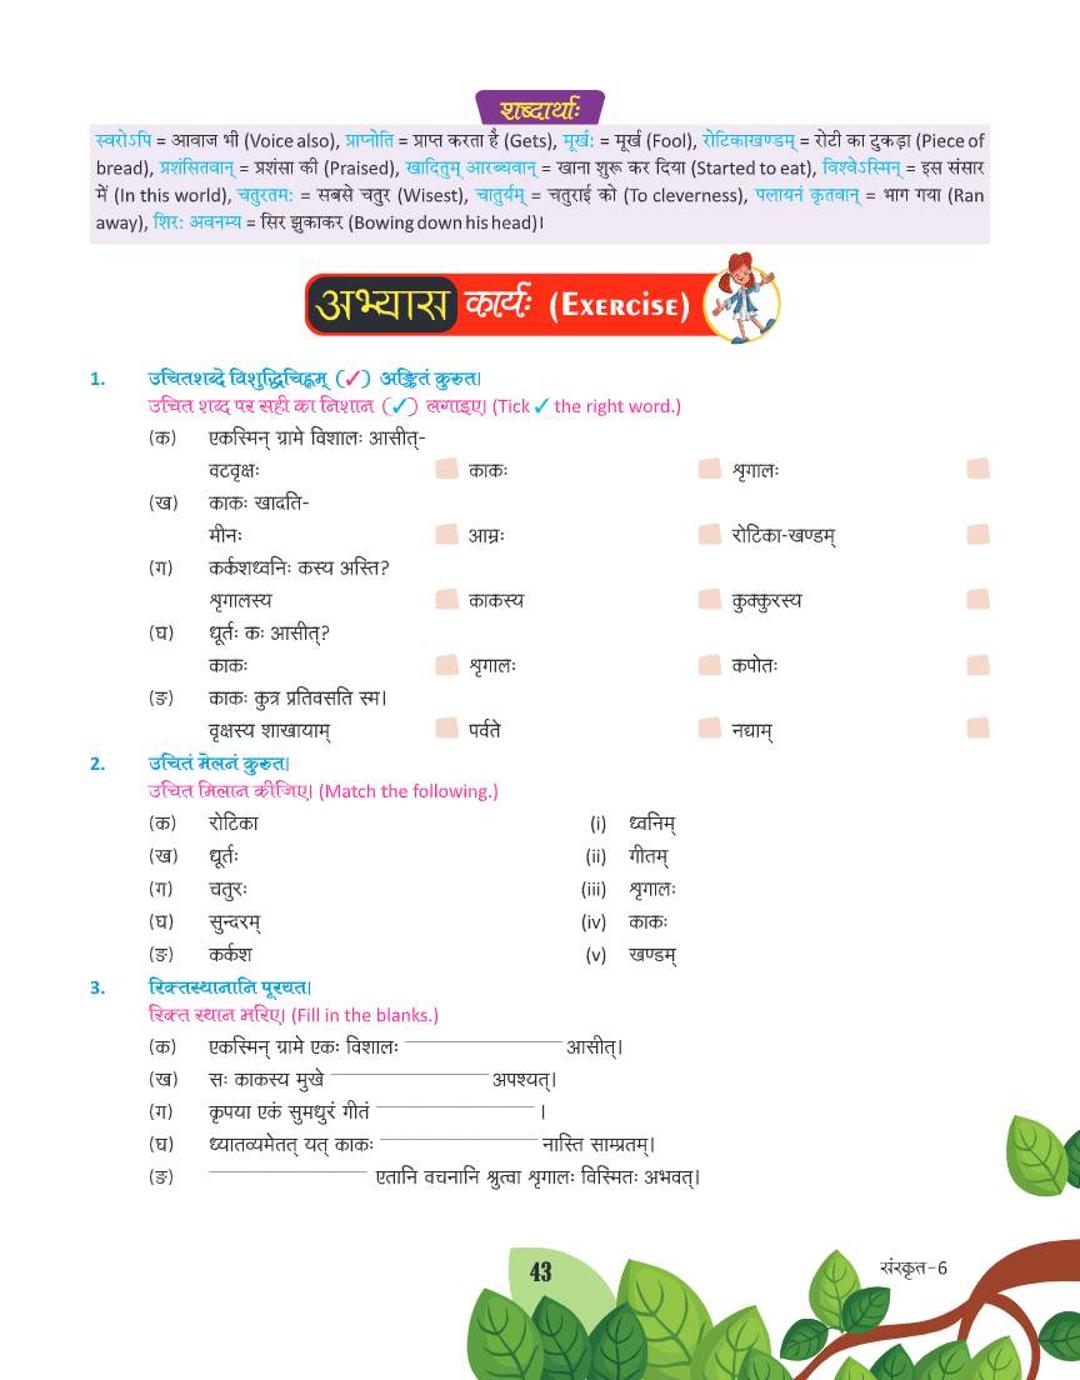 शब्दार्थाः
स्वरोऽपि = आवाज भी (Voice also), प्राप्नोति = प्राप्त करता है (Gets), मूर्खः = मूर्ख (Fool), रोटिकाखण्डम् = रोटी का टुकड़ा (Piece of
bread), प्रशंसितवान् = प्रशंसा की (Praised), खादितुम् आरब्धवान् = खाना शुरू कर दिया (Started to eat), विश्वेऽस्मिन् = इस संसार
में (In this world), चतुरतमः = सबसे चतुर (Wisest), चातुर्यम् = चतुराई को (To cleverness), पलायनं कृतवान् = भाग गया (Ran
away), शिरः अवनम्य = सिर झुकाकर (Bowing down his head)।
अभ्यास कार्यः (EXERCISE)
1. उचितशब्दे विशुद्धिचिह्नम् (✓) अङ्कितं कुरुत।
उचित शब्द पर सही का निशान (✓) लगाइए। (Tick ✓ the right word.)
(क) एकस्मिन् ग्रामे विशालः आसीत्-
वटवृक्षः काकः शृगालः
(ख) काकः खादति-
मीनः आम्रः रोटिका-खण्डम्
(ग) कर्कशध्वनिः कस्य अस्ति?
शृगालस्य काकस्य कुक्कुरस्य
(घ) धूर्तः कः आसीत्?
काकः शृगालः कपोतः
(ङ) काकः कुत्र प्रतिवसति स्म।
वृक्षस्य शाखायाम् पर्वते नद्याम्
2. उचितं मेलनं कुरुत।
उचित मिलान कीजिए। (Match the following.)
(क) रोटिका (i) ध्वनिम्
(ख) धूर्तः (ii) गीतम्
(ग) चतुरः (iii) शृगालः
(घ) सुन्दरम् (iv) काकः
(ङ) कर्कश (v) खण्डम्
3. रिक्तस्थानानि पूरयत।
रिक्त स्थान भरिए। (Fill in the blanks.)
(क) एकस्मिन् ग्रामे एकः विशालः ____________ आसीत्।
(ख) सः काकस्य मुखे ____________ अपश्यत्।
(ग) कृपया एकं सुमधुरं गीतं ____________ ।
(घ) ध्यातव्यमेतत् यत् काकः ____________ नास्ति साम्प्रतम्।
(ङ) ____________ एतानि वचनानि श्रुत्वा शृगालः विस्मितः अभवत्।
43
संस्कृत-6